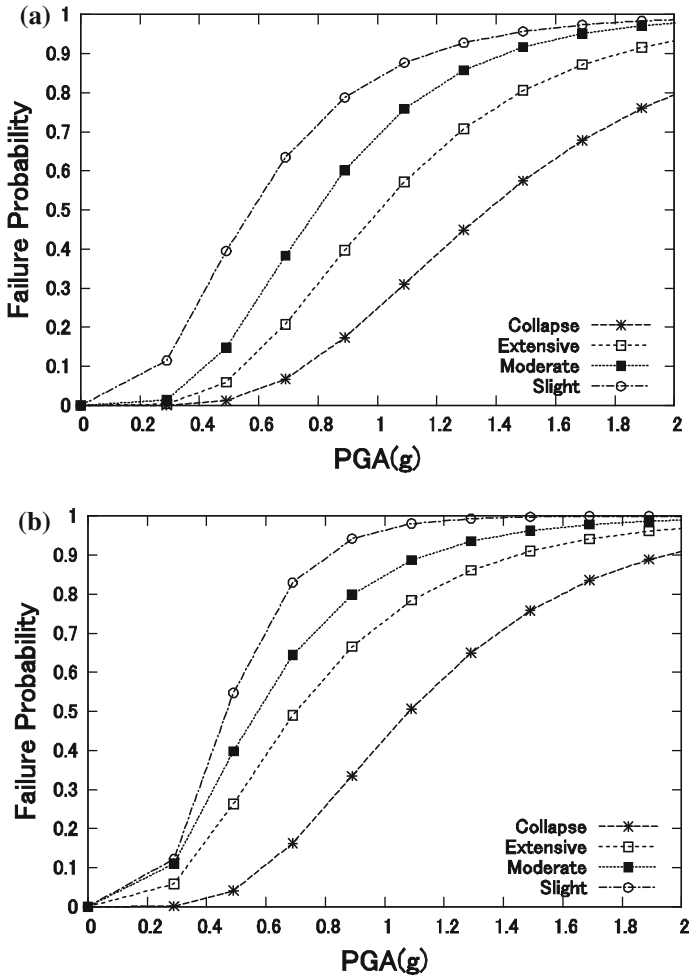 (a)
1
0.9
0.8
0.7
0.6
0.5
0.4
0.3
0.2
0.1
0
Failure Probability
Collapse
Extensive
Moderate
Slight
0 0.2 0.4 0.6 0.8 1 1.2 1.4 1.6 1.8 2
PGA(g)
(b)
1
0.9
0.8
0.7
0.6
0.5
0.4
0.3
0.2
0.1
0
Failure Probability
Collapse
Extensive
Moderate
Slight
0 0.2 0.4 0.6 0.8 1 1.2 1.4 1.6 1.8 2
PGA(g)